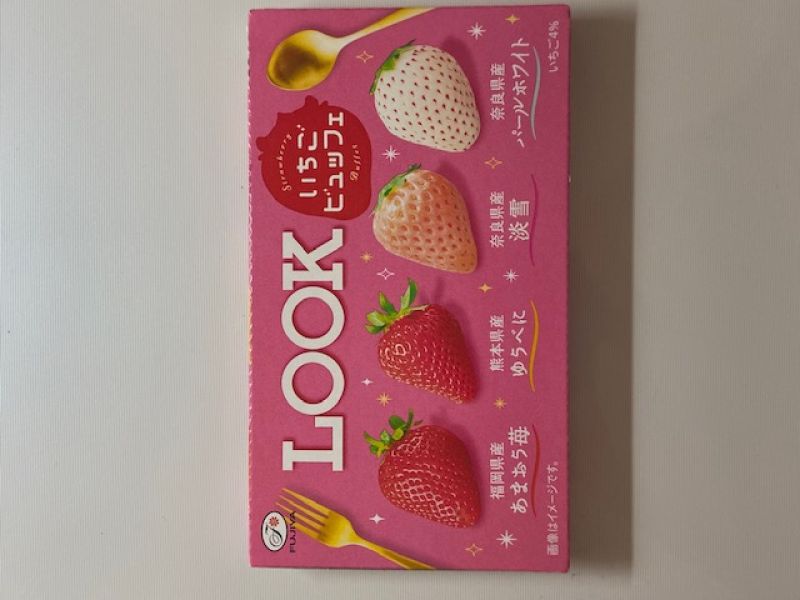 FUJIYA
LOOK
Strawberry
いちご
ビュッフェ
Buffet
福岡県産
あまおう苺
熊本県産
ゆうべに
奈良県産
淡雪
奈良県産
パールホワイト
画像はイメージです。
いちご4%